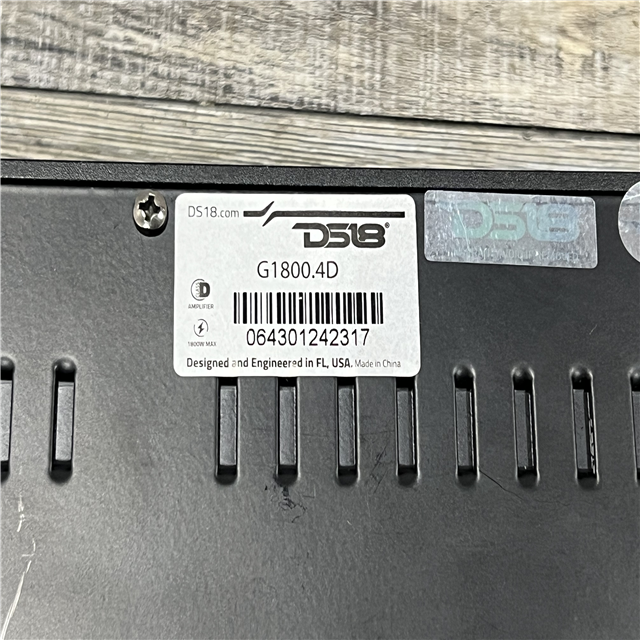 DS18.com
DS18®
G1800.4D
D
AMPLIFIER
1800W MAX
064301242317
Designed and Engineered in FL, USA. Made in China
DS18